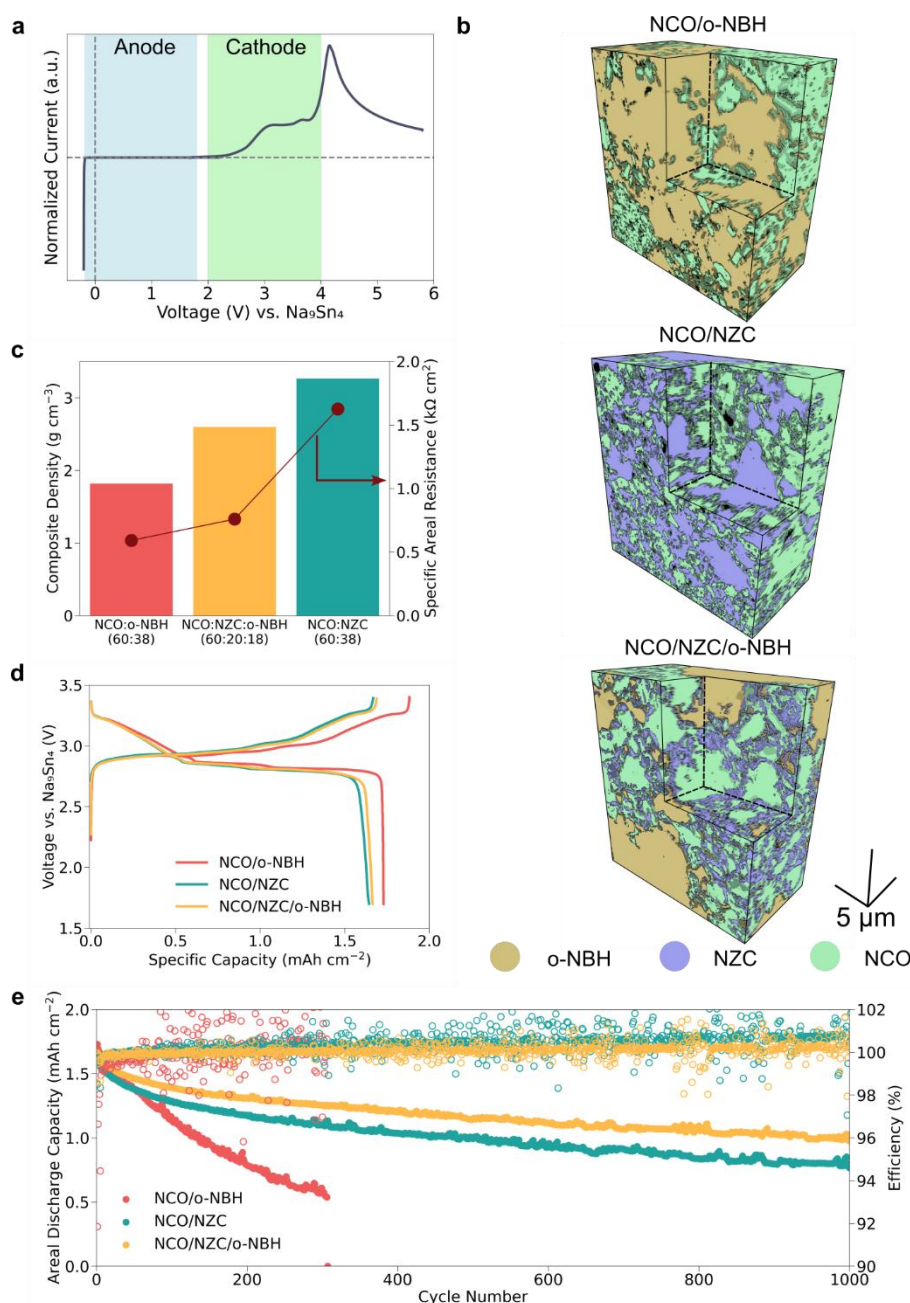 a
Anode
Cathode
Normalized Current (a.u.)
0 1 2 3 4 5 6
Voltage (V) vs. Na₉Sn₄
b
NCO/o-NBH
NCO/NZC
NCO/NZC/o-NBH
5 μm
o-NBH
NZC
NCO
c
Composite Density (g cm⁻³)
3
2
1
0
2.0
1.5
1.0
0.5
0.0
Specific Areal Resistance (kΩ cm²)
NCO:o-NBH
(60:38)
NCO:NZC:o-NBH
(60:20:18)
NCO:NZC
(60:38)
d
Voltage vs. Na₉Sn₄ (V)
3.5
3.0
2.5
2.0
1.5
NCO/o-NBH
NCO/NZC
NCO/NZC/o-NBH
0.0 0.5 1.0 1.5 2.0
Specific Capacity (mAh cm⁻²)
e
Areal Discharge Capacity (mAh cm⁻²)
2.0
1.5
1.0
0.5
0.0
NCO/o-NBH
NCO/NZC
NCO/NZC/o-NBH
102
100
98
96
94
92
90
Efficiency (%)
0 200 400 600 800 1000
Cycle Number